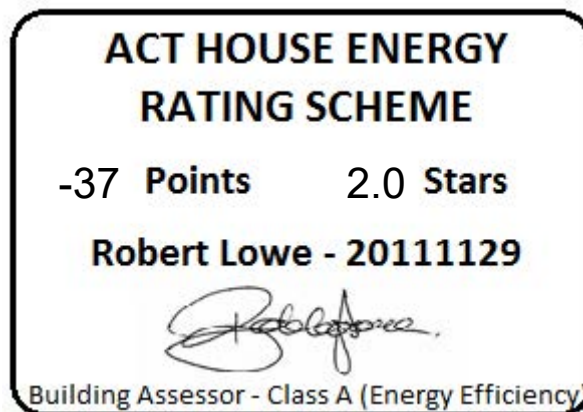 ACT HOUSE ENERGY
RATING SCHEME
-37 Points 2.0 Stars
Robert Lowe - 20111129
Building Assessor - Class A (Energy Efficiency)